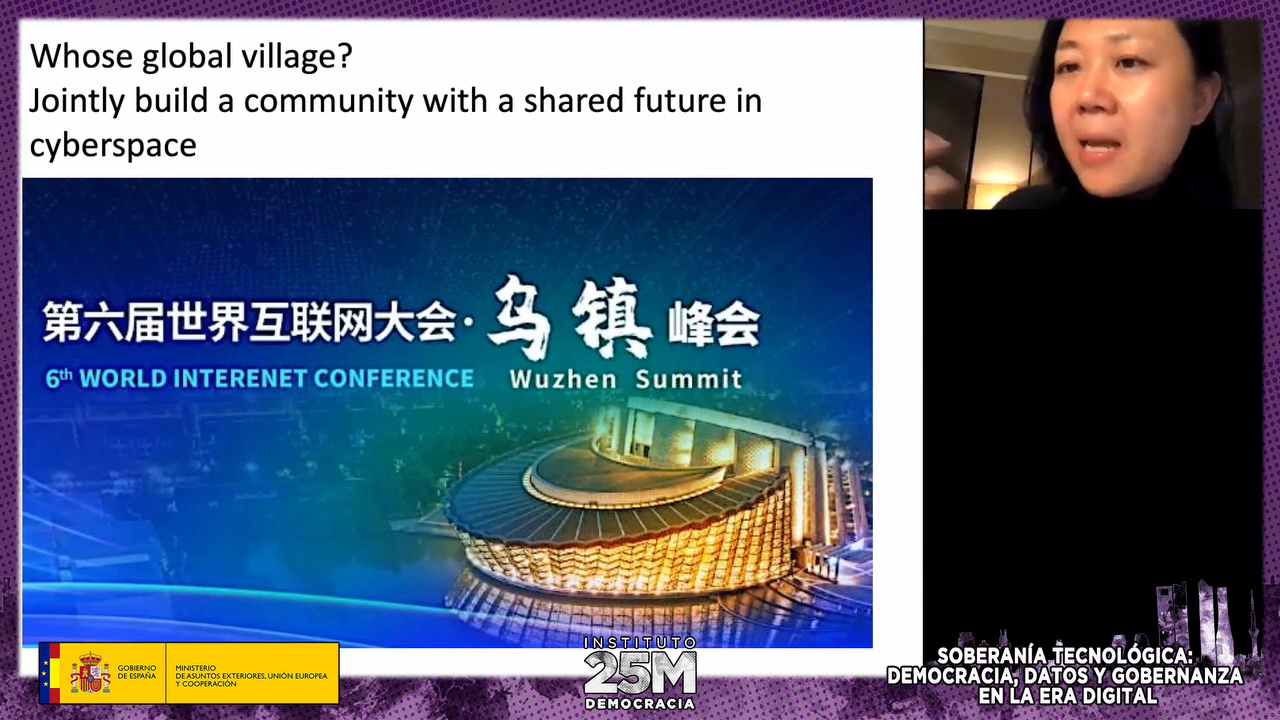 Whose global village?
Jointly build a community with a shared future in
cyberspace
第六届世界互联网大会·乌镇峰会
6th WORLD INTERENET CONFERENCE Wuzhen Summit
GOBIERNO
DE ESPAÑA
MINISTERIO
DE ASUNTOS EXTERIORES, UNIÓN EUROPEA
Y COOPERACIÓN
INSTITUTO
25M
DEMOCRACIA
SOBERANÍA TECNOLÓGICA:
DEMOCRACIA, DATOS Y GOBERNANZA
EN LA ERA DIGITAL